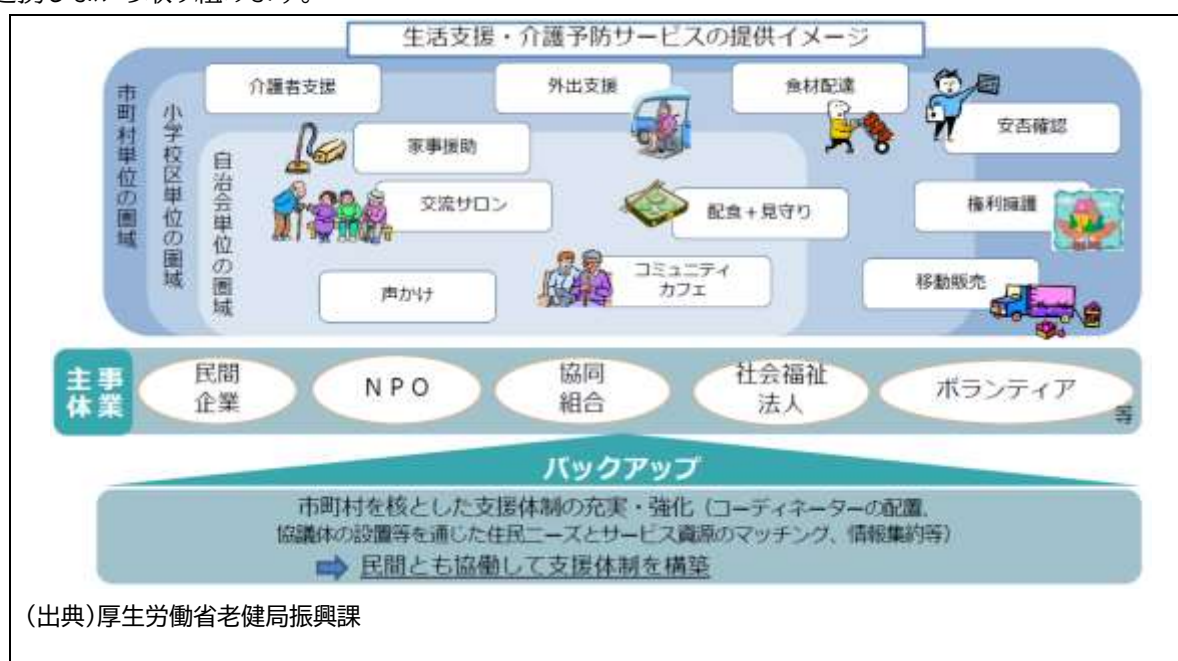 生活支援・介護予防サービスの提供イメージ
市町村単位の圏域
小学校区単位の圏域
自治会単位の圏域
介護者支援
外出支援
食材配達
安否確認
家事援助
交流サロン
配食+見守り
権利擁護
声かけ
コミュニティ
カフェ
移動販売
事業
主体
民間
企業
NPO
協同
組合
社会福祉
法人
ボランティア
等
バックアップ
市町村を核とした支援体制の充実・強化(コーディネーターの配置、
協議体の設置等を通じた住民ニーズとサービス資源のマッチング、情報集約等)
民間とも協働して支援体制を構築
(出典)厚生労働省老健局振興課